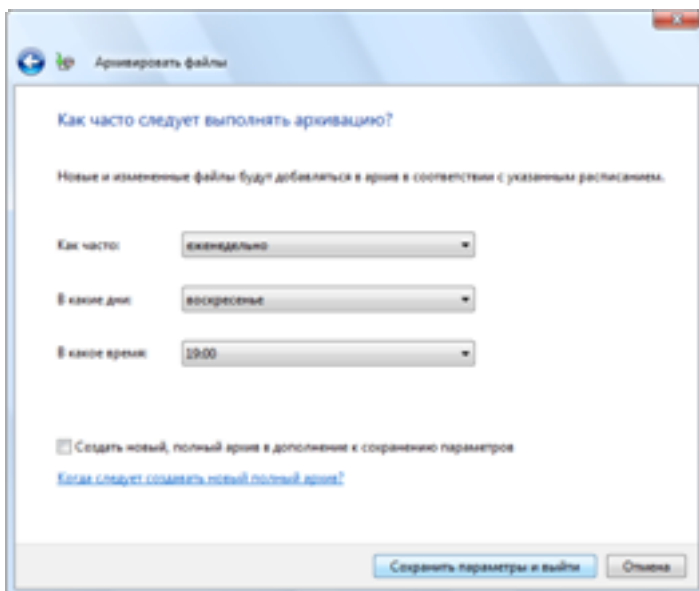 Архивировать файлы
Как часто следует выполнять архивацию?
Новые и измененные файлы будут добавляться в архив в соответствии с указанным расписанием.
Как часто: еженедельно
В какие дни: воскресенье
В какое время: 19:00
Создать новый, полный архив в дополнение к сохранению параметров
Когда следует создавать новый полный архив?
Сохранить параметры и выйти Отмена